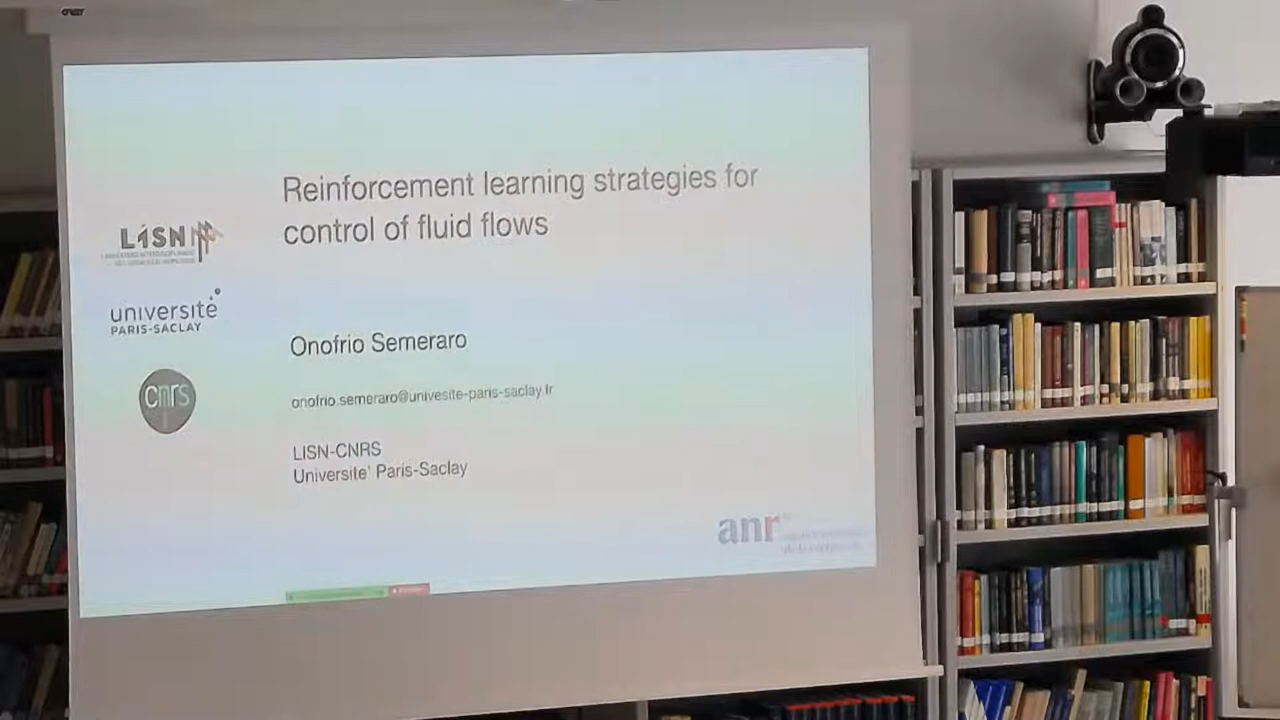 Reinforcement learning strategies for
control of fluid flows
LISN
université
PARIS-SACLAY
cnrs
Onofrio Semeraro
onofrio.semeraro@univesite-paris-saclay.fr
LISN-CNRS
Universite' Paris-Saclay
anr